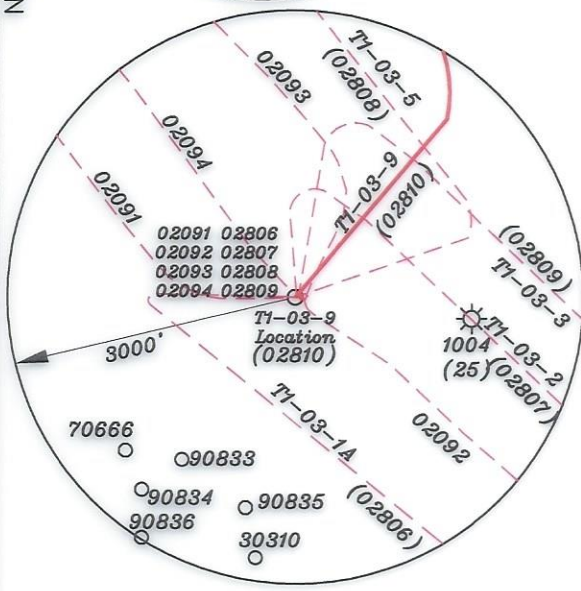 N
02093
T1-03-5
(02808)
02094
02091
T1-03-9
(02810)
02091 02806
02092 02807
02093 02808
02094 02809
T1-03-9
Location
(02810)
3000'
(02809)
T1-03-3
1004
(25)
T1-03-2
(02807)
T1-03-1A
(02806)
02092
70666
90833
90834
90835
90836
30310